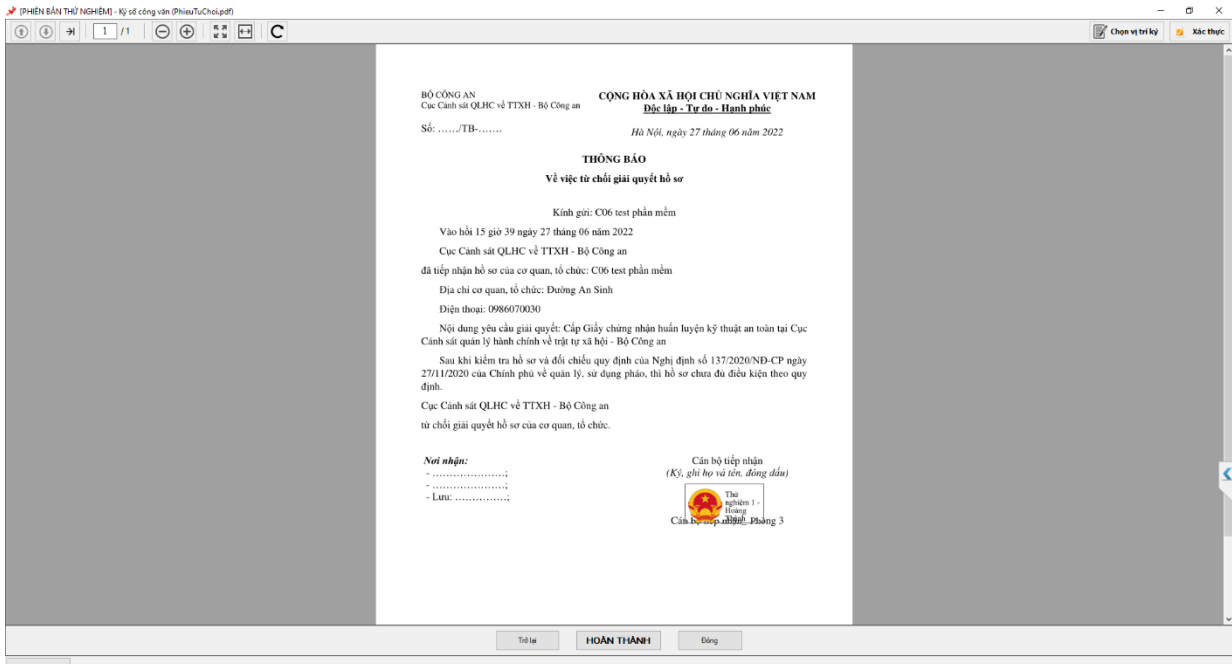 [PHIÊN BẢN THỬ NGHIỆM] - Ký số công văn (PhieuTuChoi.pdf)
1 / 1
Chọn vị trí ký
Xác thực
BỘ CÔNG AN
Cục Cảnh sát QLHC về TTXH - Bộ Công an
CỘNG HÒA XÃ HỘI CHỦ NGHĨA VIỆT NAM
Độc lập - Tự do - Hạnh phúc
Số: ……/TB-…….
Hà Nội, ngày 27 tháng 06 năm 2022
THÔNG BÁO
Về việc từ chối giải quyết hồ sơ
Kính gửi: C06 test phần mềm
Vào hồi 15 giờ 39 ngày 27 tháng 06 năm 2022
Cục Cảnh sát QLHC về TTXH - Bộ Công an
đã tiếp nhận hồ sơ của cơ quan, tổ chức: C06 test phần mềm
Địa chỉ cơ quan, tổ chức: Đường An Sinh
Điện thoại: 0986070030
Nội dung yêu cầu giải quyết: Cấp Giấy chứng nhận huấn luyện kỹ thuật an toàn tại Cục
Cảnh sát quản lý hành chính về trật tự xã hội - Bộ Công an
Sau khi kiểm tra hồ sơ và đối chiếu quy định của Nghị định số 137/2020/NĐ-CP ngày
27/11/2020 của Chính phủ về quản lý, sử dụng pháo, thì hồ sơ chưa đủ điều kiện theo quy
định.
Cục Cảnh sát QLHC về TTXH - Bộ Công an
từ chối giải quyết hồ sơ của cơ quan, tổ chức.
Nơi nhận:
- …………………;
- …………………;
- Lưu: ……………;
Cán bộ tiếp nhận
(Ký, ghi họ và tên, đóng dấu)
Thử
nghiệm 1 -
Hoàng
Cán bộ tiếp nhận_ Phòng 3
Trở lại
HOÀN THÀNH
Đóng